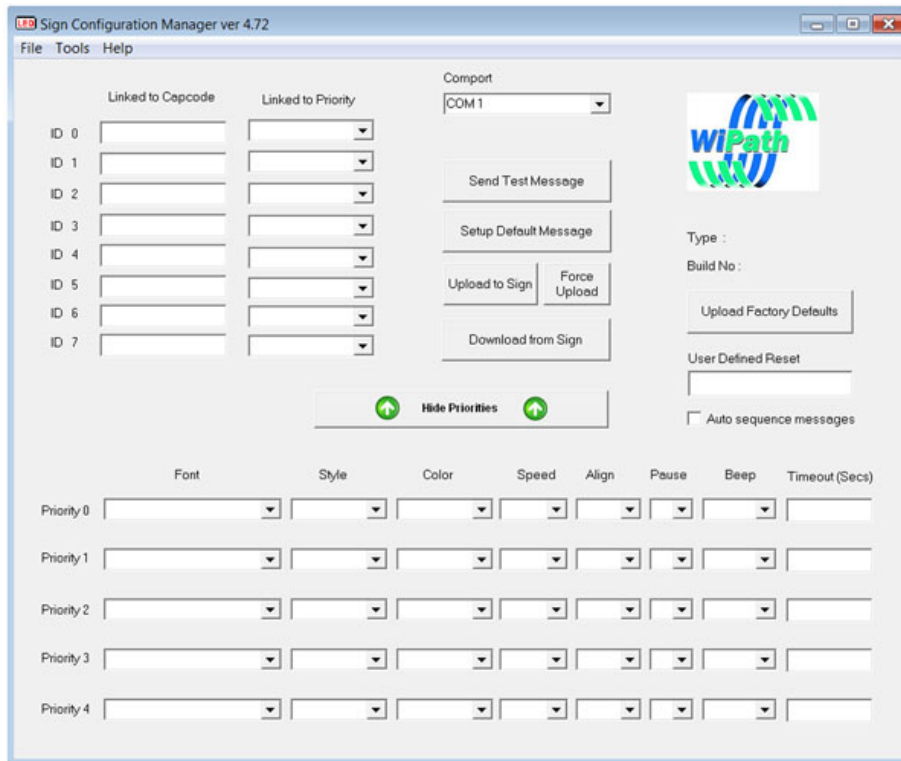 LED Sign Configuration Manager ver 4.72
File Tools Help
Linked to Capcode
Linked to Priority
ID 0
ID 1
ID 2
ID 3
ID 4
ID 5
ID 6
ID 7
Comport
COM 1
Send Test Message
Setup Default Message
Upload to Sign
Force
Upload
Download from Sign
WiPath
Type :
Build No :
Upload Factory Defaults
User Defined Reset
Auto sequence messages
Hide Priorities
Font Style Color Speed Align Pause Beep Timeout (Secs)
Priority 0
Priority 1
Priority 2
Priority 3
Priority 4